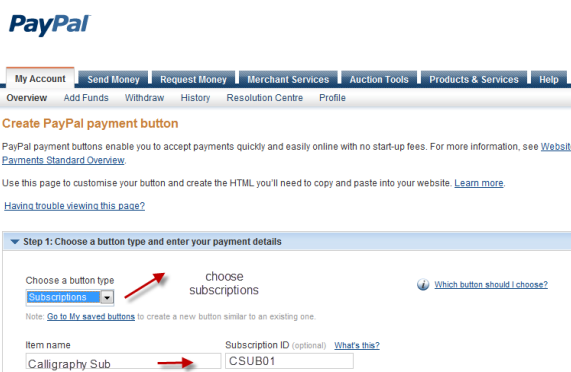 PayPal
My Account Send Money Request Money Merchant Services Auction Tools Products & Services Help
Overview Add Funds Withdraw History Resolution Centre Profile
Create PayPal payment button
PayPal payment buttons enable you to accept payments quickly and easily online with no start-up fees. For more information, see Website
Payments Standard Overview.
Use this page to customise your button and create the HTML you'll need to copy and paste into your website. Learn more.
Having trouble viewing this page?
Step 1: Choose a button type and enter your payment details
Choose a button type
choose
subscriptions
Subscriptions
Which button should I choose?
Note: Go to My saved buttons to create a new button similar to an existing one.
Item name Subscription ID (optional) What's this?
Calligraphy Sub CSUB01